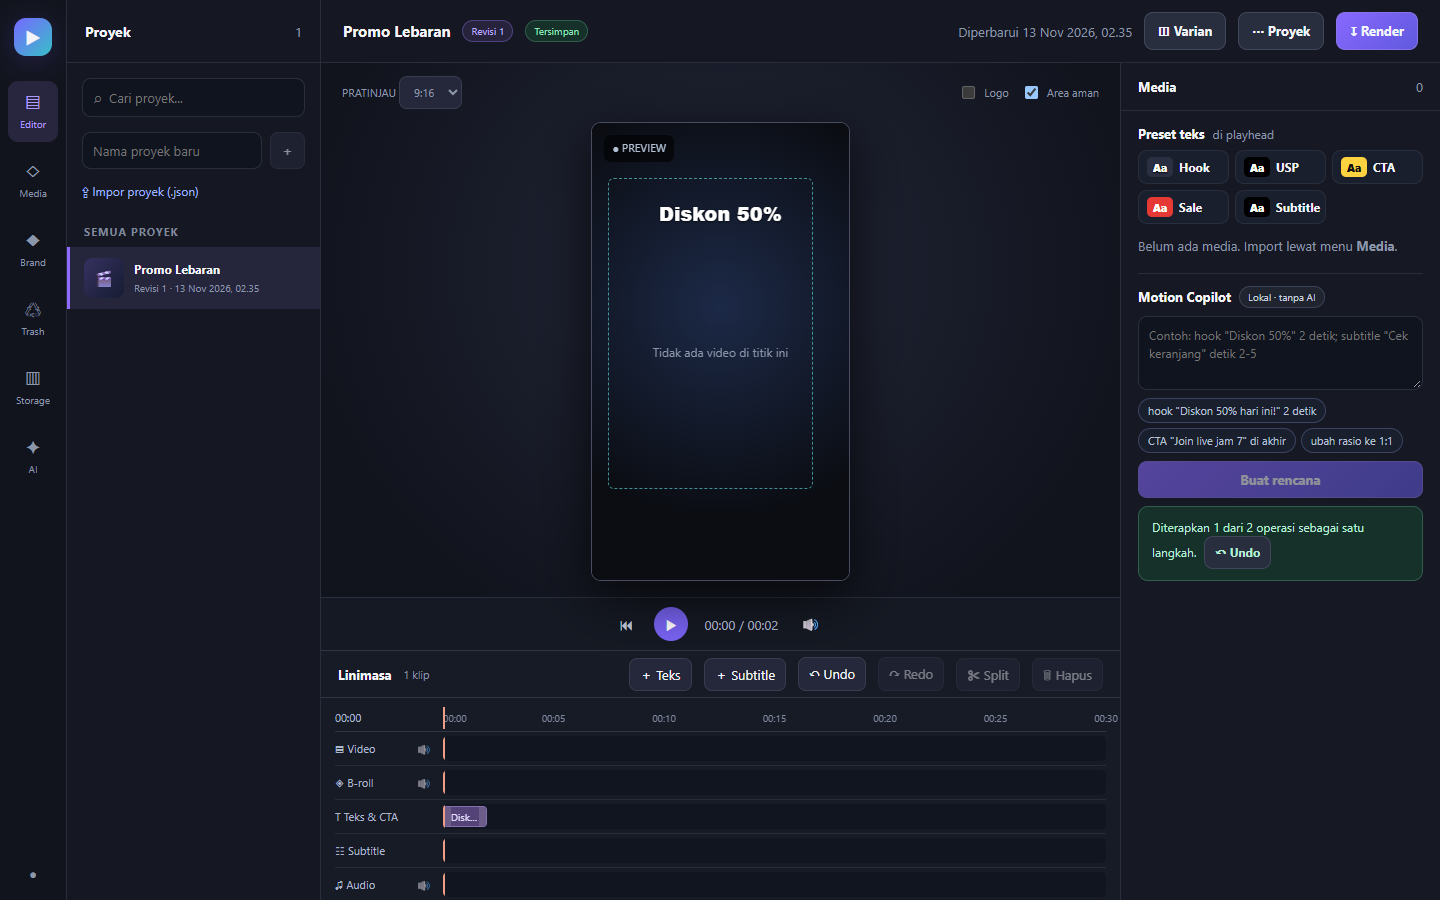 Editor
Media
Brand
Trash
Storage
AI
Proyek
1
Cari proyek...
Nama proyek baru
+
Impor proyek (.json)
SEMUA PROYEK
Promo Lebaran
Revisi 1 · 13 Nov 2026, 02.35
Promo Lebaran
Revisi 1
Tersimpan
Diperbarui 13 Nov 2026, 02.35
Varian
Proyek
Render
PRATINJAU
9:16
Logo
Area aman
PREVIEW
Diskon 50%
Tidak ada video di titik ini
00:00 / 00:02
Linimasa
1 klip
+ Teks
+ Subtitle
Undo
Redo
Split
Hapus
00:00
00:00
00:05
00:10
00:15
00:20
00:25
00:30
Video
B-roll
T Teks & CTA
Disk...
Subtitle
Audio
Media
0
Preset teks di playhead
Aa Hook
Aa USP
Aa CTA
Aa Sale
Aa Subtitle
Belum ada media. Import lewat menu Media.
Motion Copilot
Lokal · tanpa AI
Contoh: hook "Diskon 50%" 2 detik; subtitle "Cek
keranjang" detik 2-5
hook "Diskon 50% hari ini!" 2 detik
CTA "Join live jam 7" di akhir
ubah rasio ke 1:1
Buat rencana
Diterapkan 1 dari 2 operasi sebagai satu
langkah.
Undo